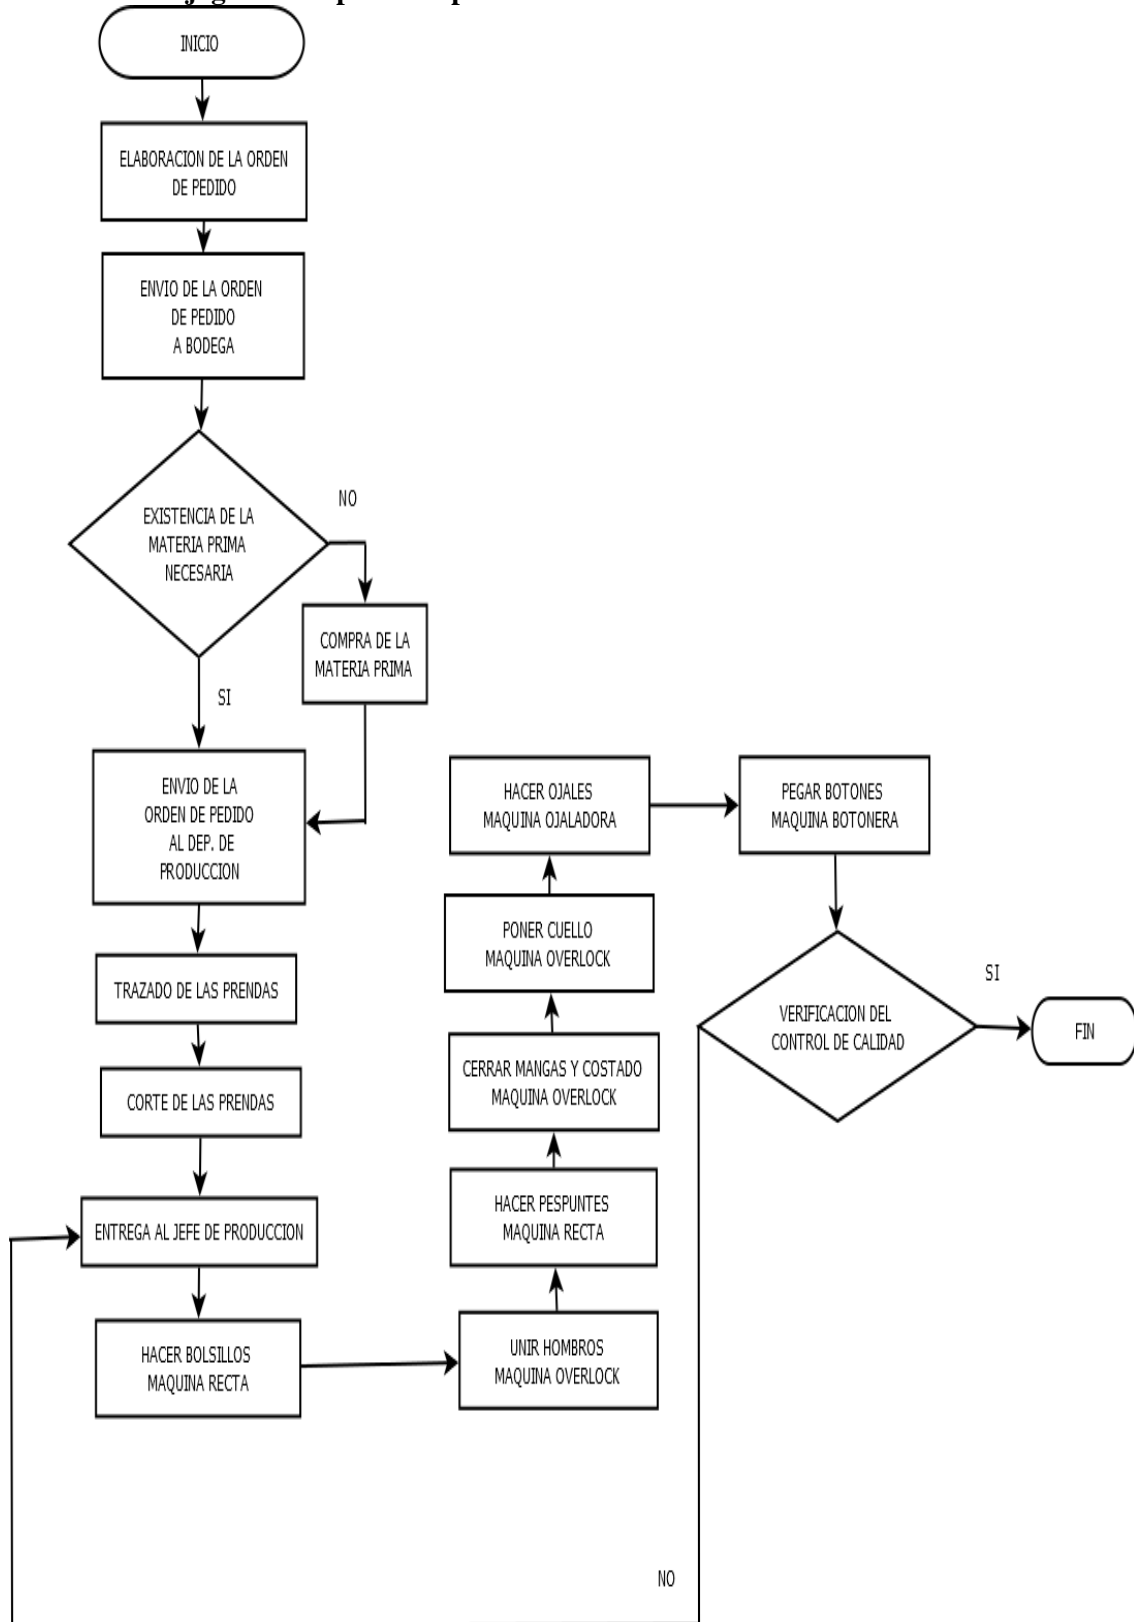 INICIO
ELABORACION DE LA ORDEN
DE PEDIDO
ENVIO DE LA ORDEN
DE PEDIDO
A BODEGA
EXISTENCIA DE LA
MATERIA PRIMA
NECESARIA
NO
COMPRA DE LA
MATERIA PRIMA
SI
ENVIO DE LA
ORDEN DE PEDIDO
AL DEP. DE
PRODUCCION
TRAZADO DE LAS PRENDAS
CORTE DE LAS PRENDAS
ENTREGA AL JEFE DE PRODUCCION
HACER BOLSILLOS
MAQUINA RECTA
UNIR HOMBROS
MAQUINA OVERLOCK
HACER PESPUNTES
MAQUINA RECTA
CERRAR MANGAS Y COSTADO
MAQUINA OVERLOCK
PONER CUELLO
MAQUINA OVERLOCK
HACER OJALES
MAQUINA OJALADORA
PEGAR BOTONES
MAQUINA BOTONERA
VERIFICACION DEL
CONTROL DE CALIDAD
SI
FIN
NO